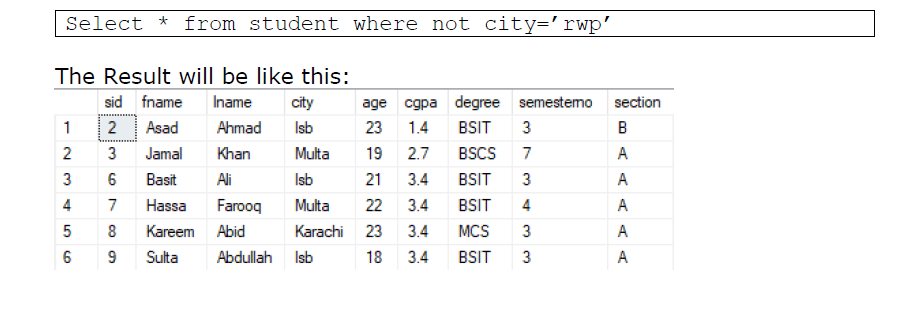 Select * from student where not city=’rwp’
The Result will be like this:
sid fname lname city age cgpa degree semesterno section
1 2 Asad Ahmad Isb 23 1.4 BSIT 3 B
2 3 Jamal Khan Multa 19 2.7 BSCS 7 A
3 6 Basit Ali Isb 21 3.4 BSIT 3 A
4 7 Hassa Farooq Multa 22 3.4 BSIT 4 A
5 8 Kareem Abid Karachi 23 3.4 MCS 3 A
6 9 Sulta Abdullah Isb 18 3.4 BSIT 3 A